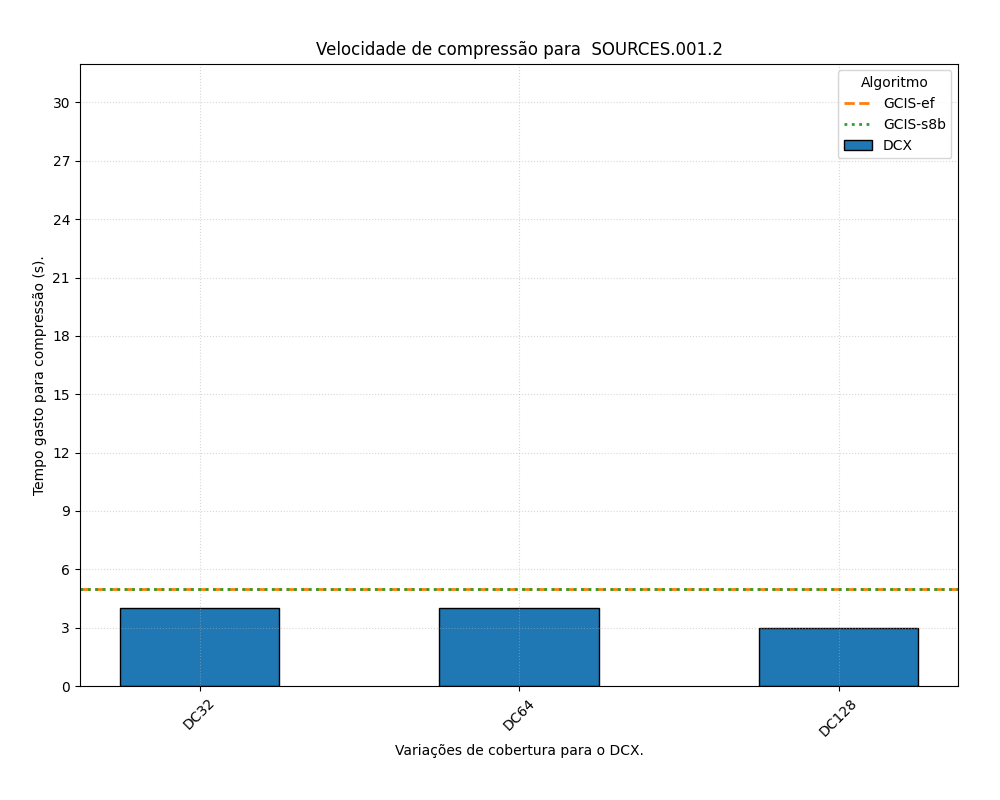 Velocidade de compressão para  SOURCES.001.2
Algoritmo
GCIS-ef
GCIS-s8b
DCX
Tempo gasto para compressão (s).
30
27
24
21
18
15
12
9
6
3
0
DC32
DC64
DC128
Variações de cobertura para o DCX.